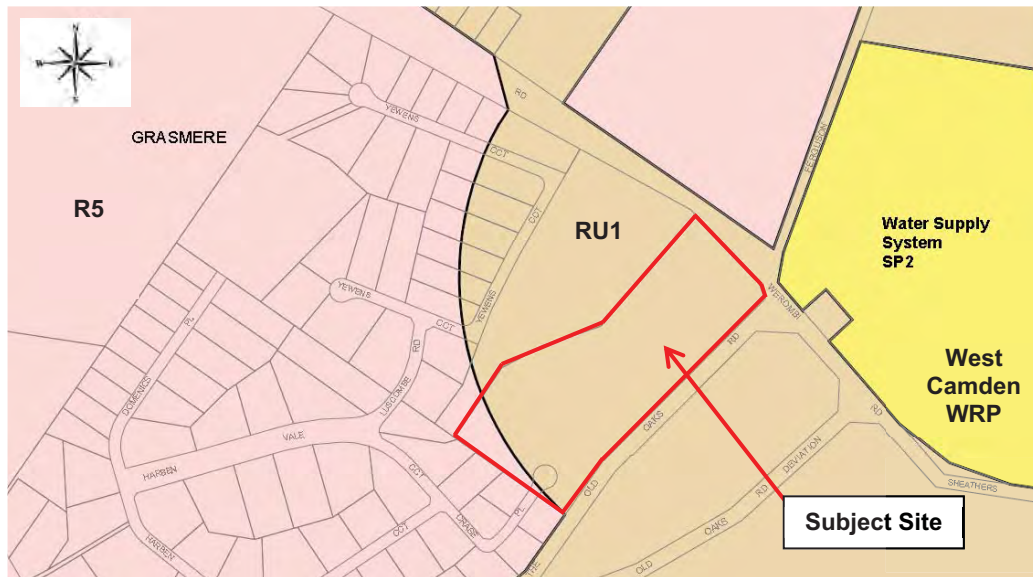 N
W
E
S
GRASMERE
R5
YEWENS
CCT
CCT
RD
FERGUSON
RU1
Water Supply
System
SP2
YEWENS
CCT
YEWENS
WEROMBI
RD
West
Camden
WRP
DOMENICS
PL
LUSCOMBE
RD
OAKS
RD
HARBEN
VALE
CCT
OLD
DEVIATION
RD
SHEATHERS
PL
CRASE
CCT
HARBEN
THE
OAKS
RD
OLD
Subject Site